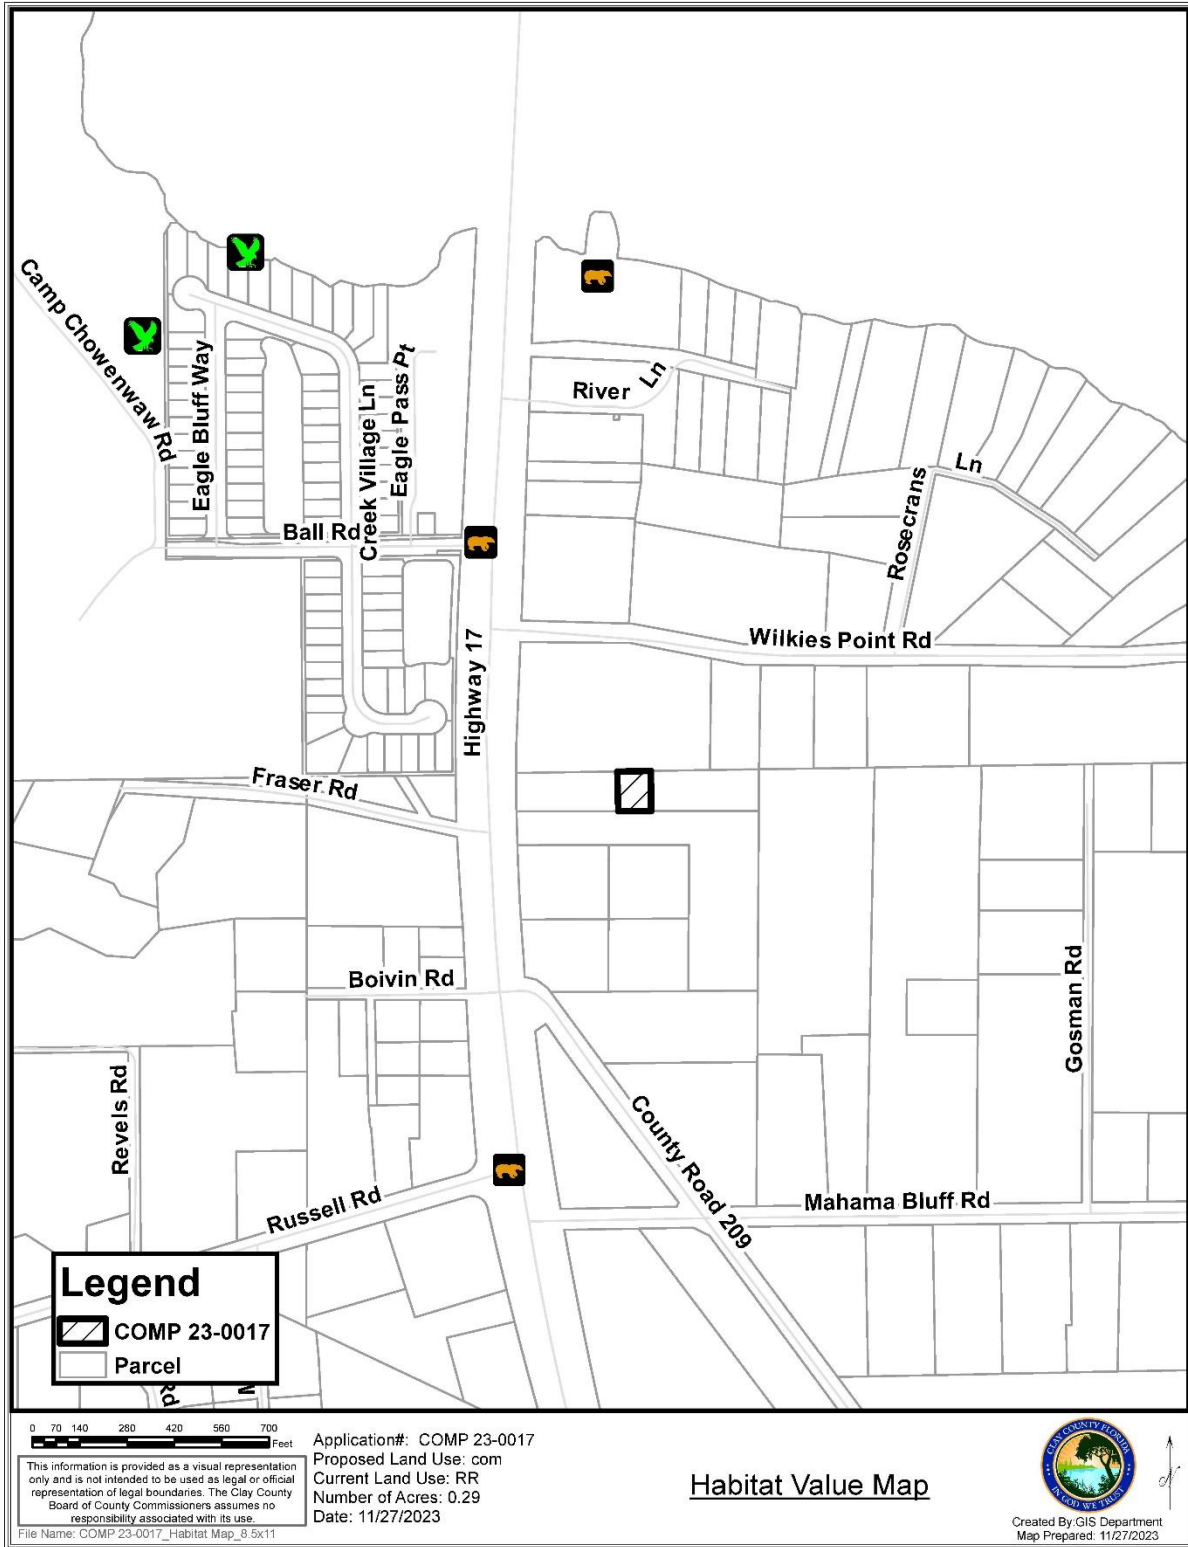 Camp Chowenwaw Rd
Eagle Bluff Way
Creek Village Ln
Eagle Pass Pt
River Ln
Rosecrans Ln
Ball Rd
Highway 17
Wilkies Point Rd
Fraser Rd
Boivin Rd
Gosman Rd
Revels Rd
County Road 209
Russell Rd
Mahama Bluff Rd
Legend
COMP 23-0017
Parcel
Rd
0 70 140 280 420 560 700
Feet
This information is provided as a visual representation
only and is not intended to be used as legal or official
representation of legal boundaries. The Clay County
Board of County Commissioners assumes no
responsibility associated with its use.
File Name: COMP 23-0017_Habitat Map_8.5x11
Application#: COMP 23-0017
Proposed Land Use: com
Current Land Use: RR
Number of Acres: 0.29
Date: 11/27/2023
Habitat Value Map
CLAY COUNTY FLORIDA
IN GOD WE TRUST
N
Created By:GIS Department
Map Prepared: 11/27/2023